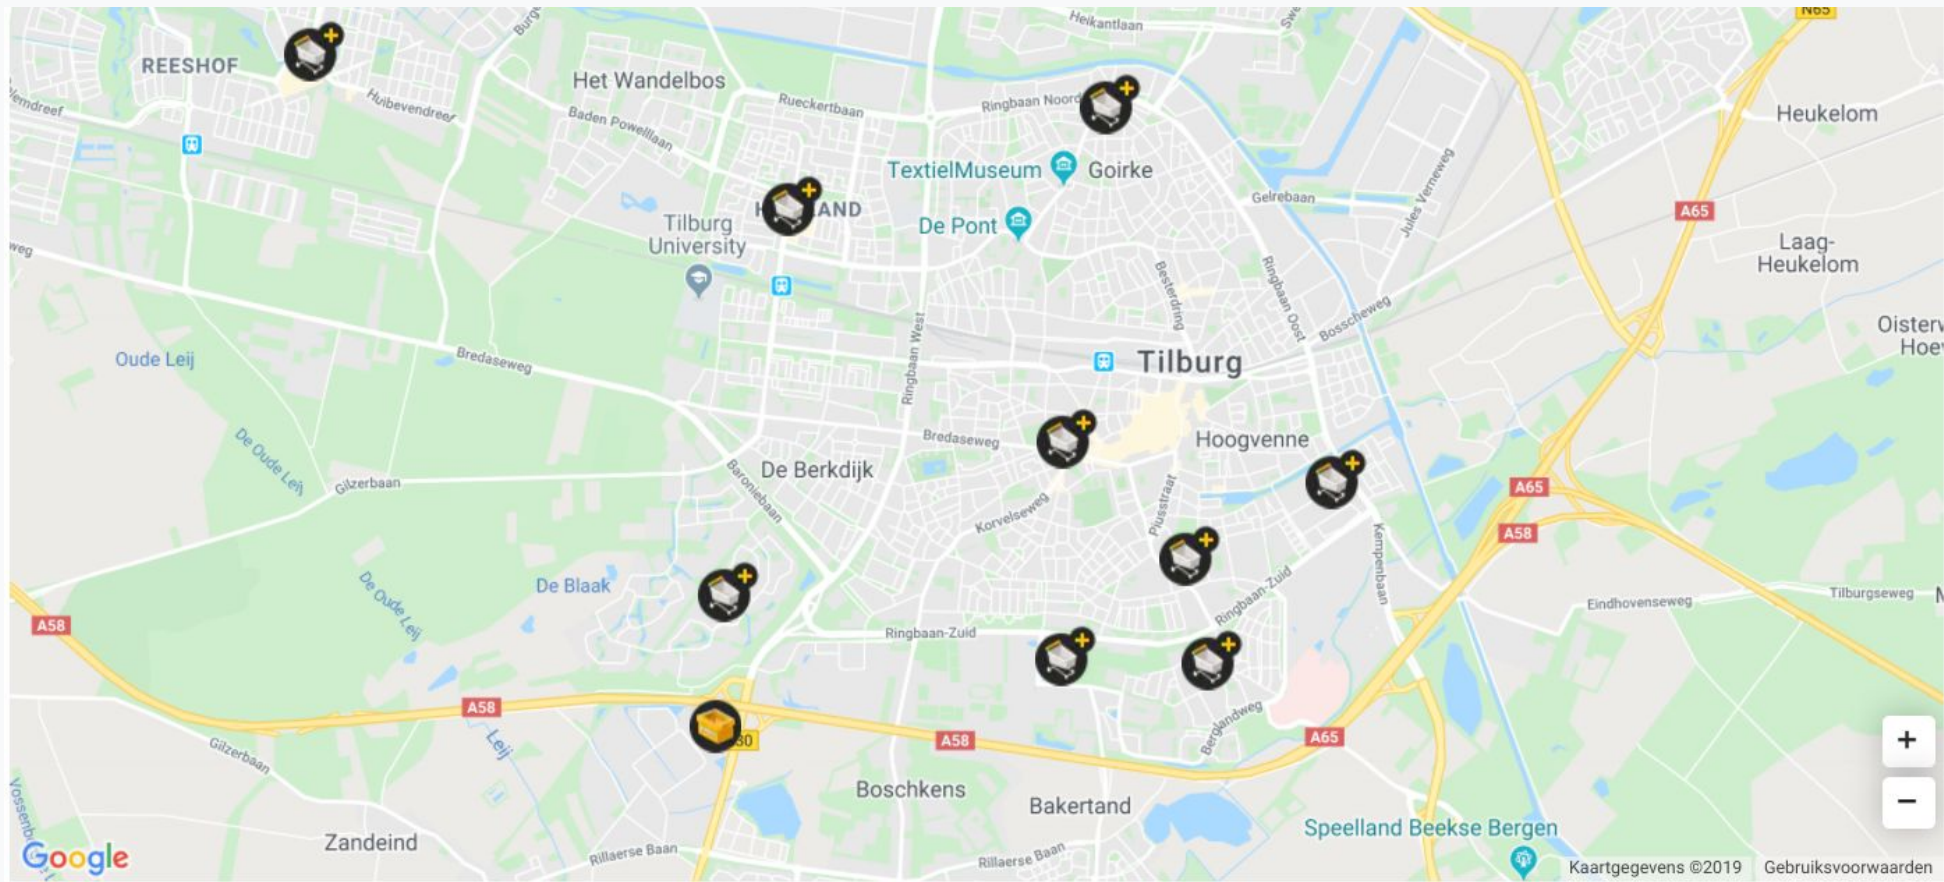 N65
Heikantlaan
REESHOF
Het Wandelbos
Huibevendreef
Rueckertbaan
Ringbaan Noord
Heukelom
Baden Powelllaan
TextielMuseum
Goirke
Gelrebaan
Jules Verneweg
A65
De Pont
Tilburg
University
Laag-
Heukelom
weg
Besterdring
Ringbaan Oost
Bosscheweg
Oude Leij
Bredaseweg
Ringbaan West
Tilburg
De Oude Leij
Gilzerbaan
Baroniebaan
De Berkdijk
Bredaseweg
Hoogvenne
Korvelseweg
Piusstraat
A65
A58
Kempenbaan
De Oude Leij
De Blaak
A58
Ringbaan-Zuid
Ringbaan-Zuid
Eindhovenseweg
Tilburgseweg
A58
Leij
Gilzerbaan
A58
Berglandweg
A65
Boschkens
Bakertand
Zandeind
Rillaerse Baan
Rillaerse Baan
Speelland Beekse Bergen
+
−
Google
Kaartgegevens ©2019
Gebruiksvoorwaarden